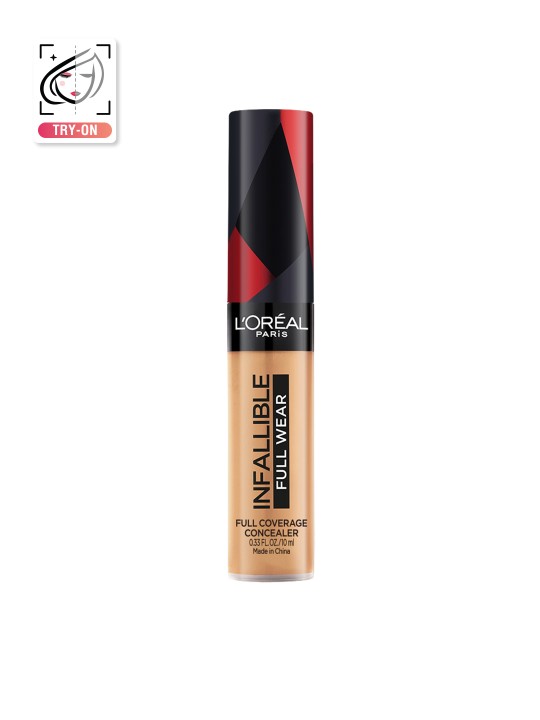 TRY-ON
L'ORÉAL
PARiS
INFALLIBLE
FULL WEAR
FULL COVERAGE
CONCEALER
0.33 FL.OZ./10 ml
Made in China